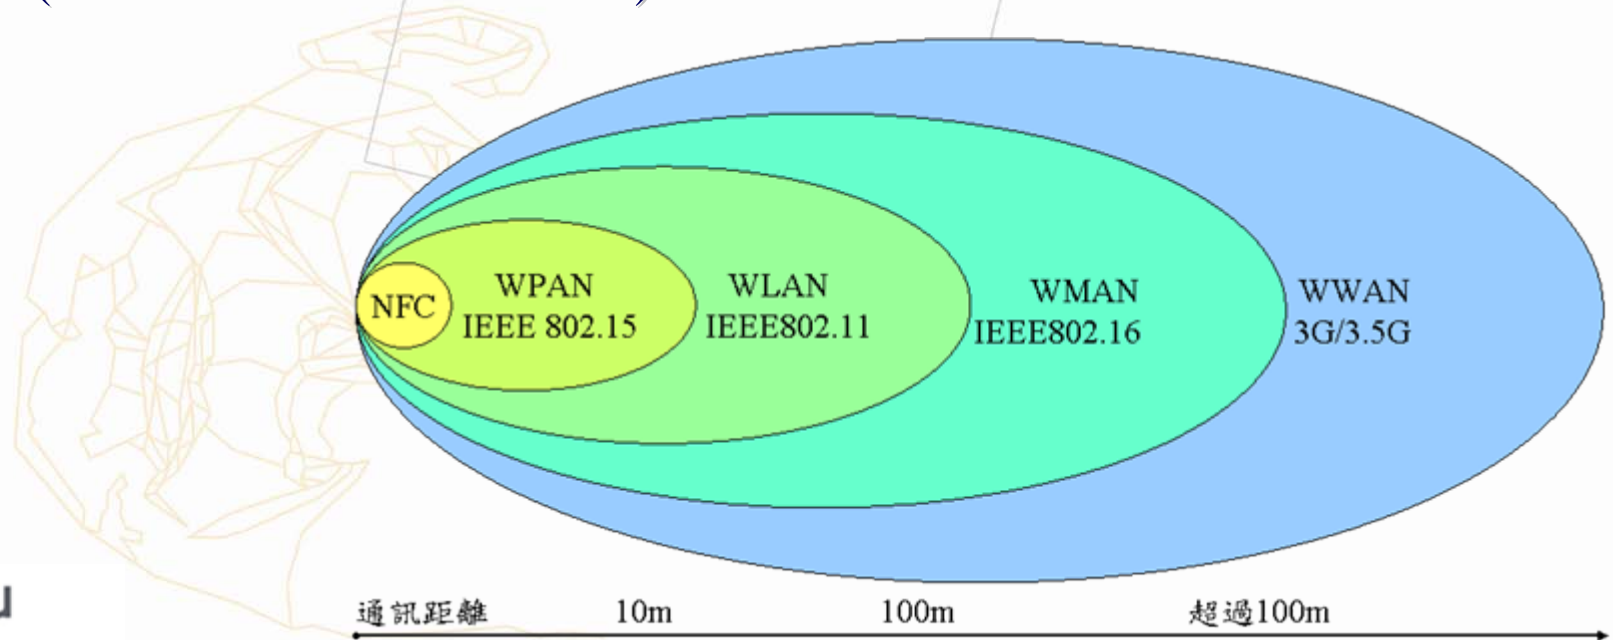 NFC
WPAN
IEEE 802.15
WLAN
IEEE802.11
WMAN
IEEE802.16
WWAN
3G/3.5G
通訊距離 10m 100m 超過100m